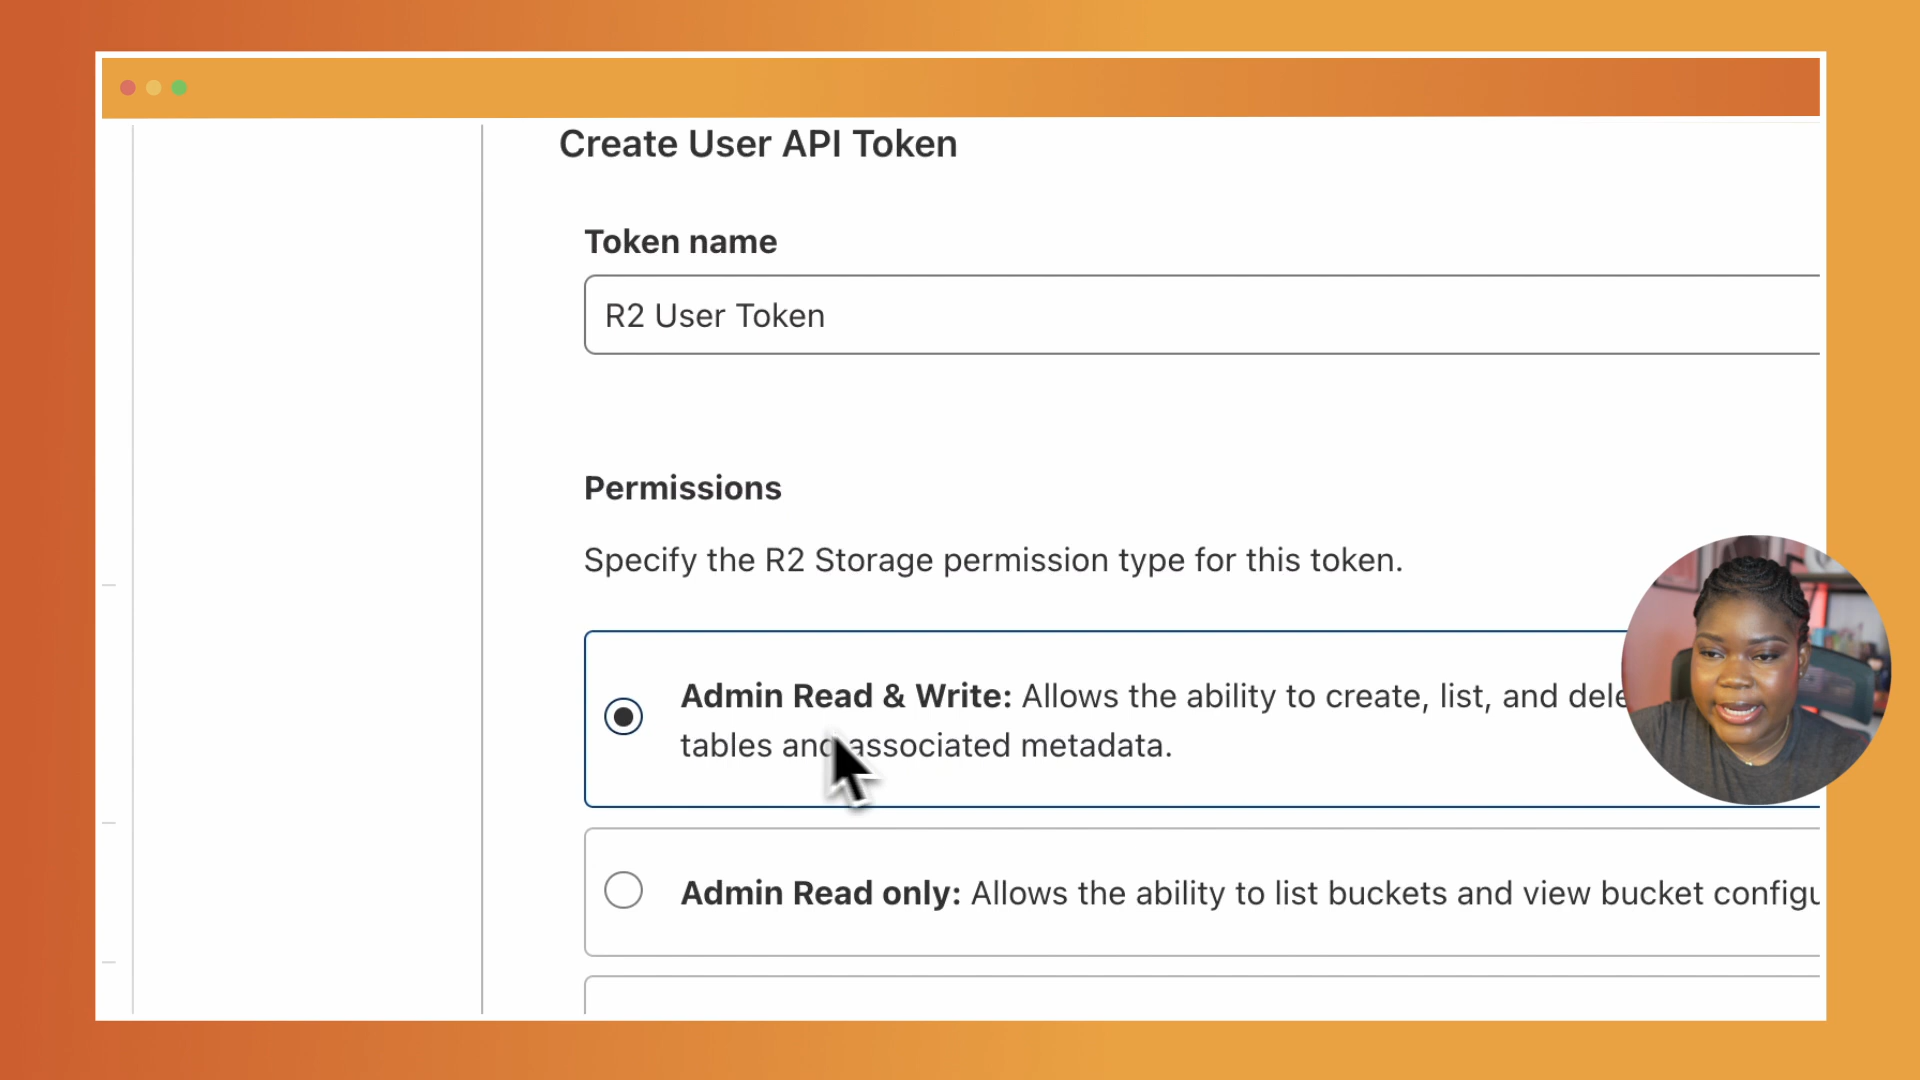 Create User API Token
Token name
R2 User Token
Permissions
Specify the R2 Storage permission type for this token.
Admin Read & Write: Allows the ability to create, list, and
tables and associated metadata.
Admin Read only: Allows the ability to list buckets and view bucket